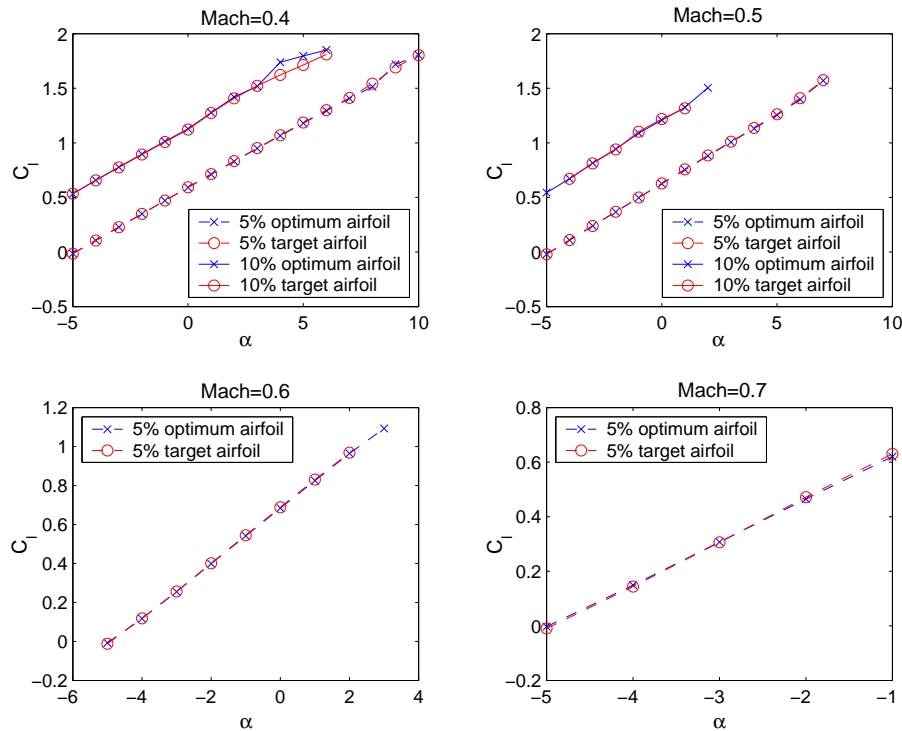 Mach=0.4
2
1.5
1
0.5
0
−0.5
C_l
−5
0
5
10
α
5% optimum airfoil
5% target airfoil
10% optimum airfoil
10% target airfoil
Mach=0.5
2
1.5
1
0.5
0
−0.5
C_l
−5
0
5
10
α
5% optimum airfoil
5% target airfoil
10% optimum airfoil
10% target airfoil
Mach=0.6
1.2
1
0.8
0.6
0.4
0.2
0
−0.2
C_l
−6
−4
−2
0
2
4
α
5% optimum airfoil
5% target airfoil
Mach=0.7
0.8
0.6
0.4
0.2
0
−0.2
C_l
−5
−4
−3
−2
−1
α
5% optimum airfoil
5% target airfoil